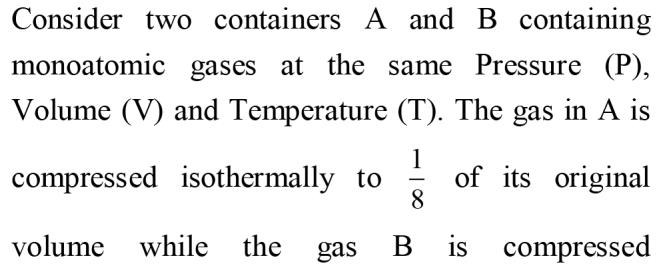 Consider two containers A and B containing
monoatomic gases at the same Pressure (P),
Volume (V) and Temperature (T). The gas in A is
compressed isothermally to 1/8 of its original
volume while the gas B is compressed